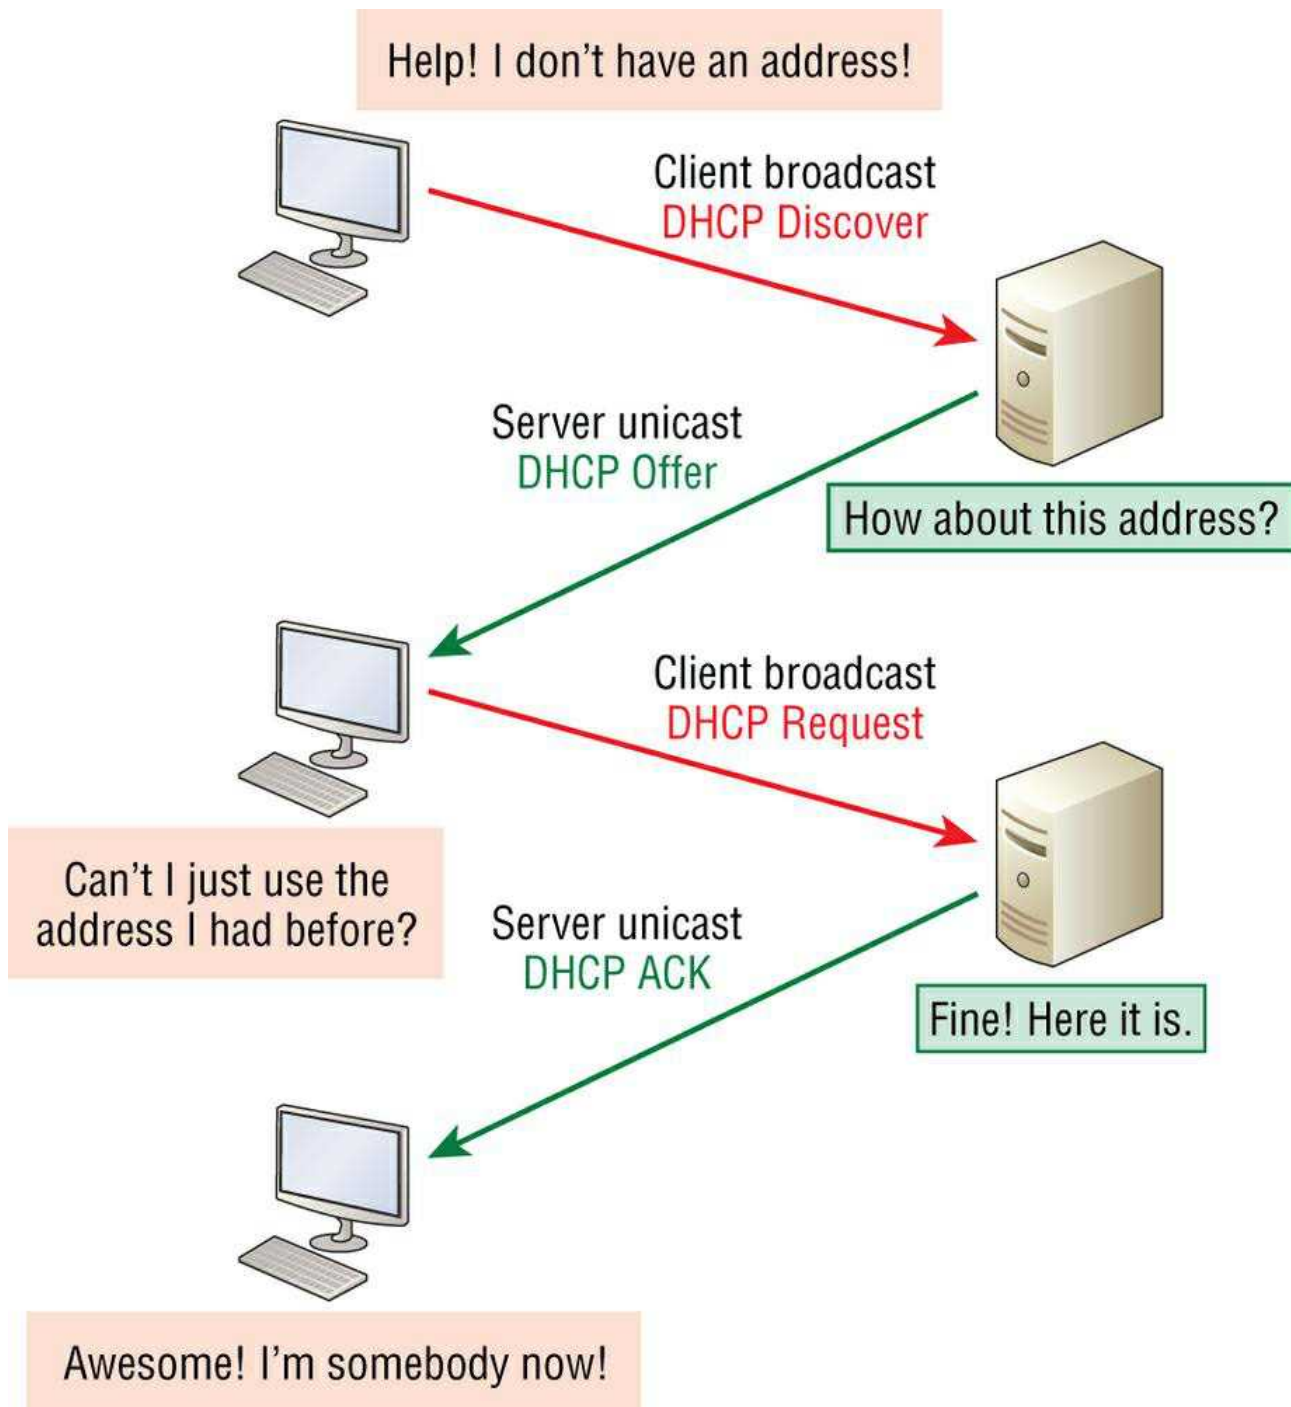 Help! I don't have an address!
Client broadcast
DHCP Discover
Server unicast
DHCP Offer
How about this address?
Client broadcast
DHCP Request
Can't I just use the
address I had before?
Server unicast
DHCP ACK
Fine! Here it is.
Awesome! I'm somebody now!